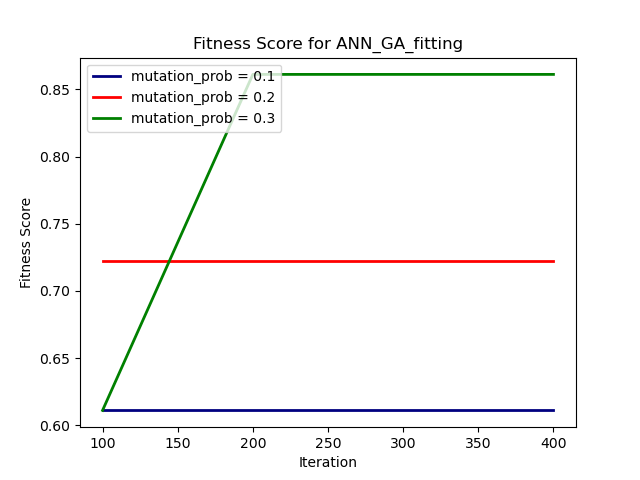 Fitness Score for ANN_GA_fitting
mutation_prob = 0.1
mutation_prob = 0.2
mutation_prob = 0.3
Fitness Score
0.85
0.80
0.75
0.70
0.65
0.60
100 150 200 250 300 350 400
Iteration